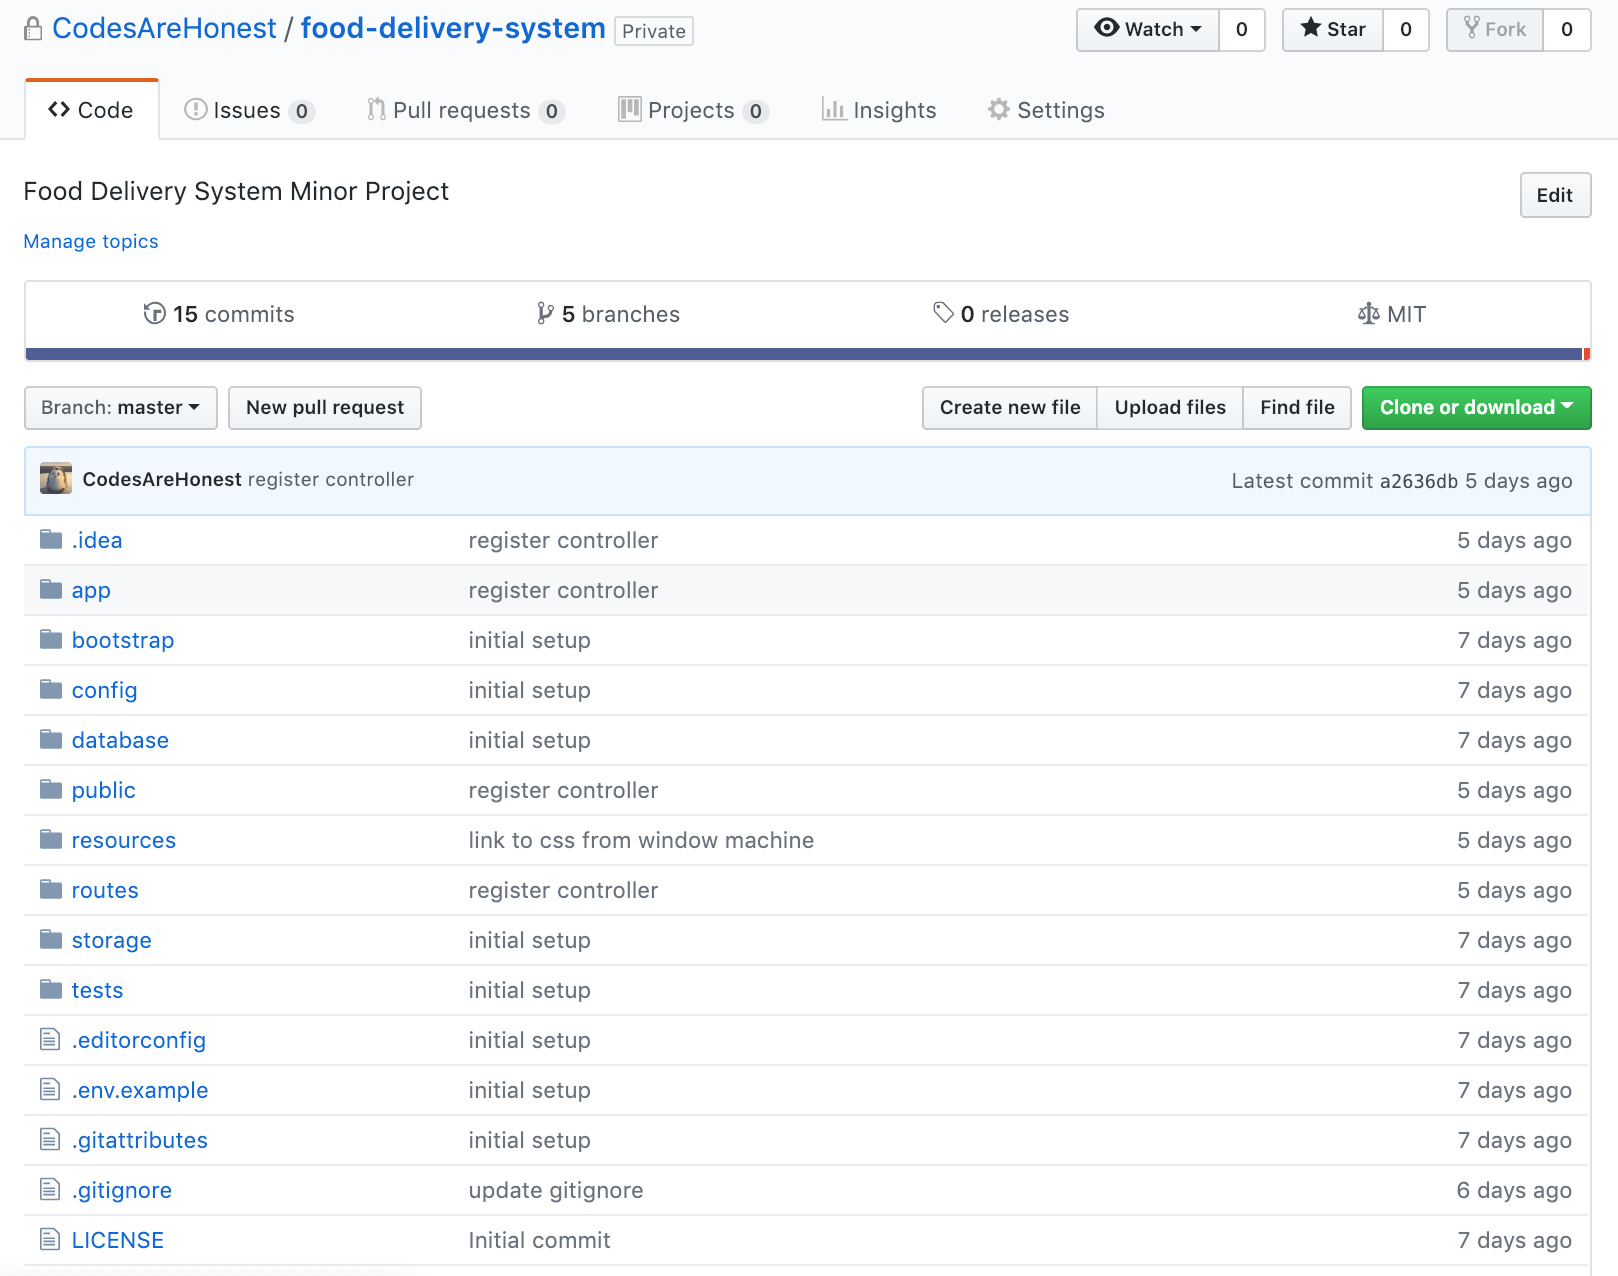 CodesAreHonest / food-delivery-system Private Watch 0 Star 0 Fork 0
Code Issues 0 Pull requests 0 Projects 0 Insights Settings
Food Delivery System Minor Project Edit
Manage topics
15 commits 5 branches 0 releases MIT
Branch: master New pull request Create new file Upload files Find file Clone or download
CodesAreHonest register controller Latest commit a2636db 5 days ago
.idea register controller 5 days ago
app register controller 5 days ago
bootstrap initial setup 7 days ago
config initial setup 7 days ago
database initial setup 7 days ago
public register controller 5 days ago
resources link to css from window machine 5 days ago
routes register controller 5 days ago
storage initial setup 7 days ago
tests initial setup 7 days ago
.editorconfig initial setup 7 days ago
.env.example initial setup 7 days ago
.gitattributes initial setup 7 days ago
.gitignore update gitignore 6 days ago
LICENSE Initial commit 7 days ago